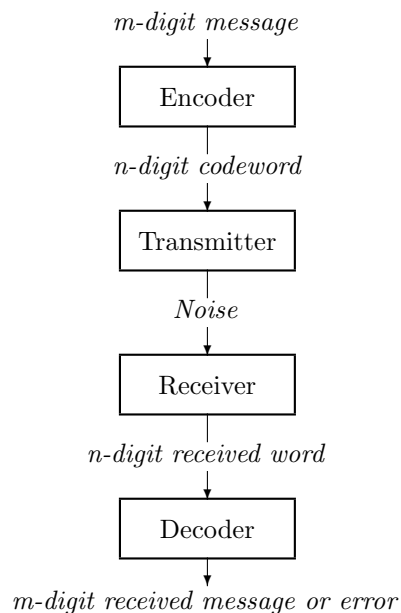 m-digit message
Encoder
n-digit codeword
Transmitter
Noise
Receiver
n-digit received word
Decoder
m-digit received message or error